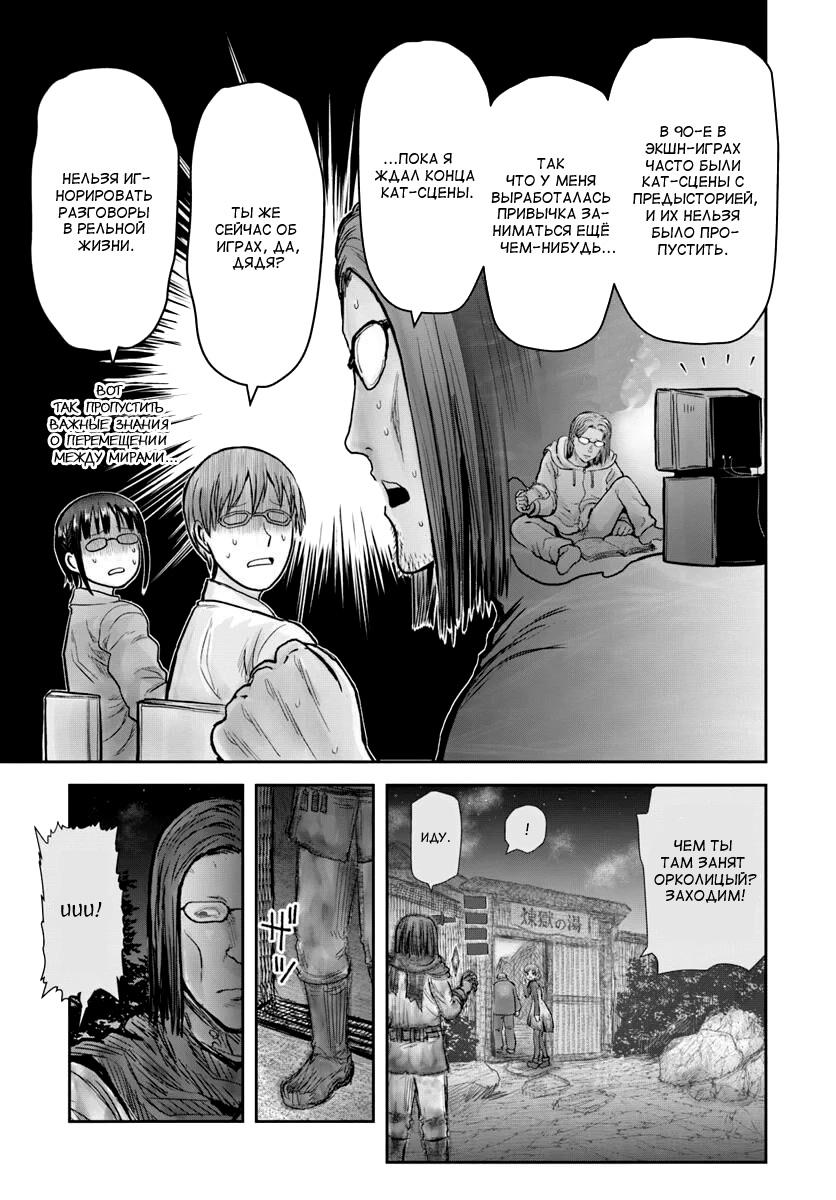 В 90-Е В
ЭКШН-ИГРАХ
ЧАСТО БЫЛИ
КАТ-СЦЕНЫ С
ПРЕДЫСТОРИЕЙ,
И ИХ НЕЛЬЗЯ
БЫЛО ПРО-
ПУСТИТЬ.
ТАК
ЧТО У МЕНЯ
ВЫРАБОТАЛАСЬ
ПРИВЫЧКА ЗА-
НИМАТЬСЯ ЕЩЁ
ЧЕМ-НИБУДЬ...
...ПОКА Я
ЖДАЛ КОНЦА
КАТ-СЦЕНЫ.
ТЫ ЖЕ
СЕЙЧАС ОБ
ИГРАХ, ДА,
ДЯДЯ?
НЕЛЬЗЯ ИГ-
НОРИРОВАТЬ
РАЗГОВОРЫ
В РЕЛЬНОЙ
ЖИЗНИ.
ВОТ
ТАК ПРОПУСТИТЬ
ВАЖНЫЕ ЗНАНИЯ
О ПЕРЕМЕЩЕНИИ
МЕЖДУ МИРАМИ...
ЧЕМ ТЫ
ТАМ ЗАНЯТ
ОРКОЛИЦЫЙ?
ЗАХОДИМ!
!
ИДУ.
煉獄の湯
ギシ
ИИИ!